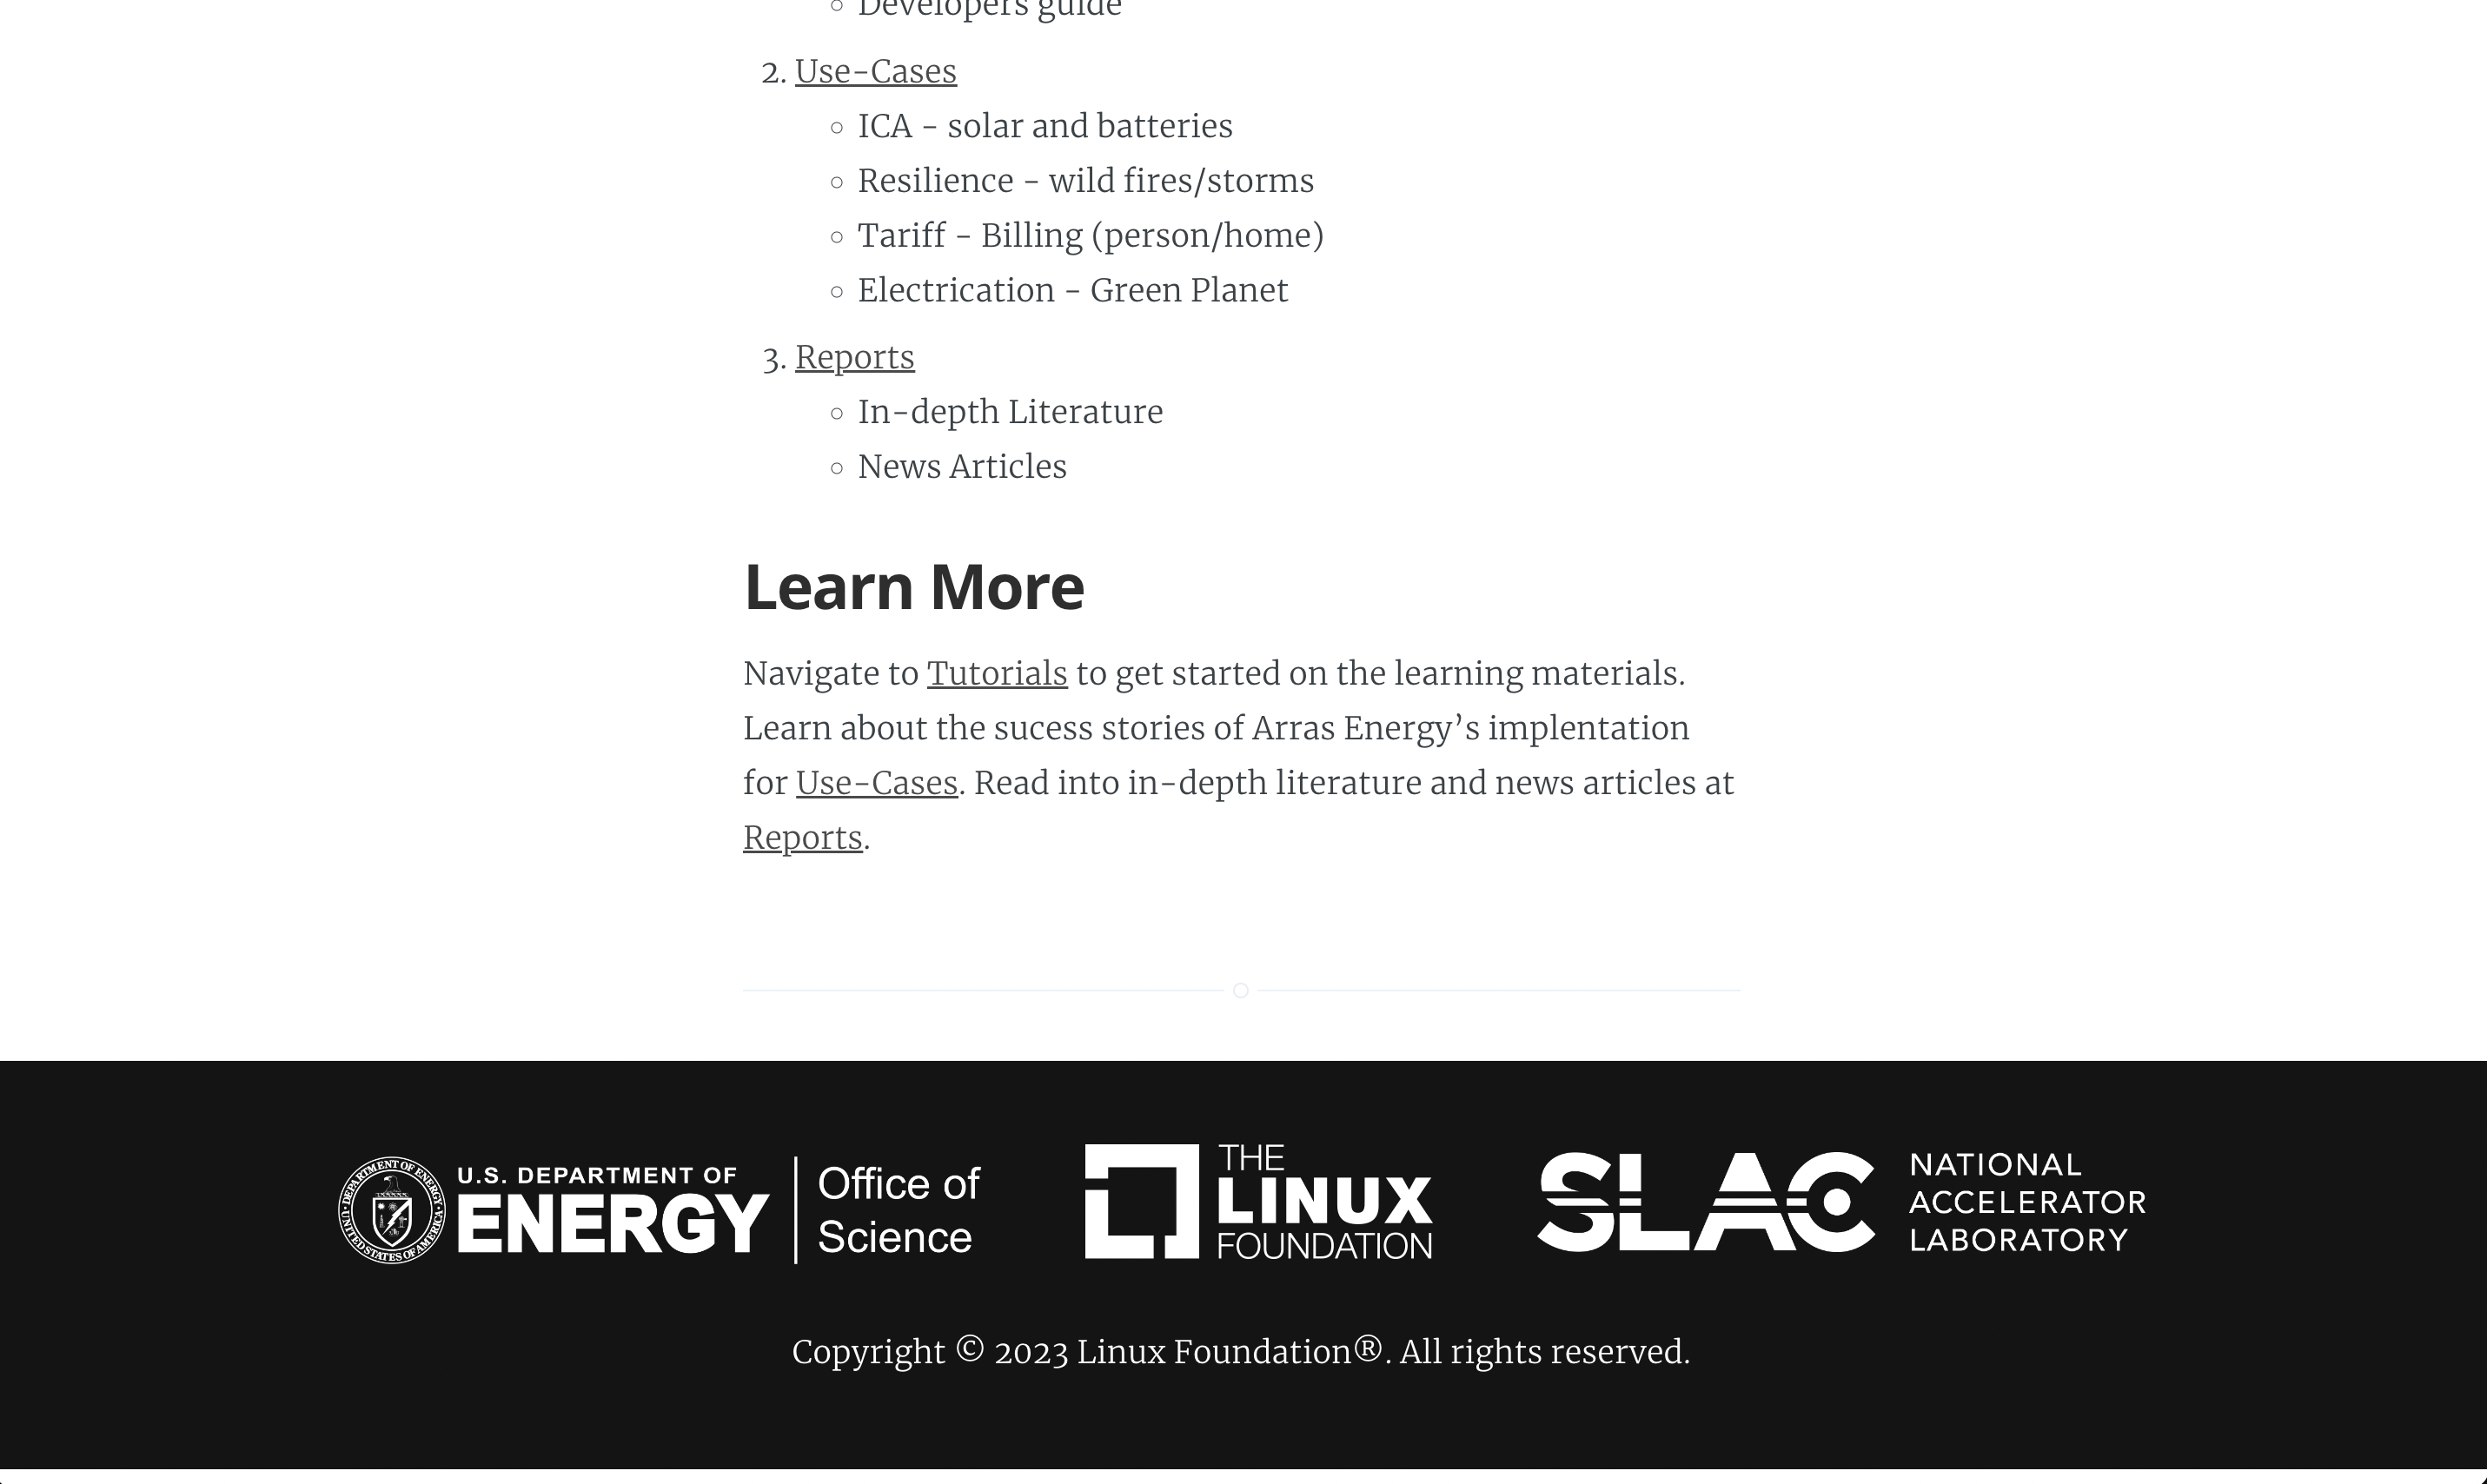 Developers guide
2. Use-Cases
ICA - solar and batteries
Resilience - wild fires/storms
Tariff - Billing (person/home)
Electrication - Green Planet
3. Reports
In-depth Literature
News Articles
Learn More
Navigate to Tutorials to get started on the learning materials.
Learn about the sucess stories of Arras Energy’s implentation
for Use-Cases. Read into in-depth literature and news articles at
Reports.
DEPARTMENT OF ENERGY
UNITED STATES OF AMERICA
U.S. DEPARTMENT OF
ENERGY
Office of
Science
THE
LINUX
FOUNDATION
SLAC
NATIONAL
ACCELERATOR
LABORATORY
Copyright © 2023 Linux Foundation®. All rights reserved.